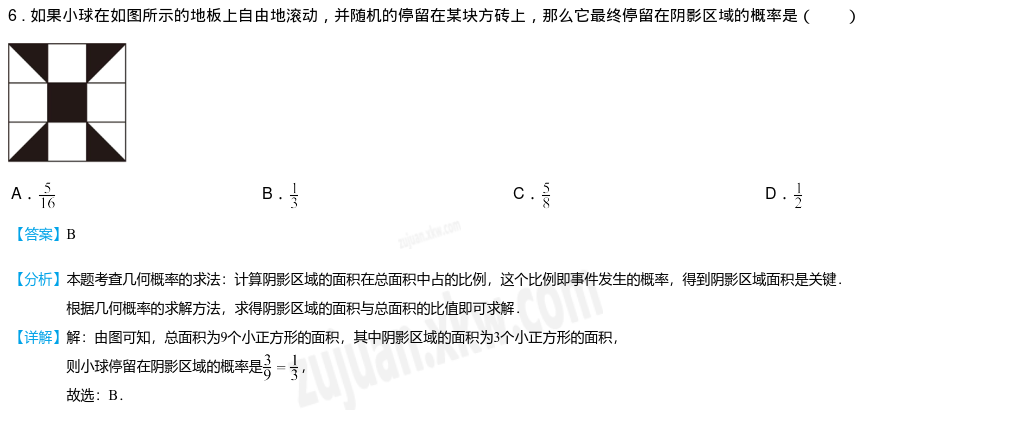 6．如果小球在如图所示的地板上自由地滚动，并随机的停留在某块方砖上，那么它最终停留在阴影区域的概率是（　　）
A．5/16　B．1/3　C．5/8　D．1/2
【答案】B
zujuan.xkw.com
【分析】本题考查几何概率的求法：计算阴影区域的面积在总面积中占的比例，这个比例即事件发生的概率，得到阴影区域面积是关键．
根据几何概率的求解方法，求得阴影区域的面积与总面积的比值即可求解．
【详解】解：由图可知，总面积为9个小正方形的面积，其中阴影区域的面积为3个小正方形的面积，
则小球停留在阴影区域的概率是3/9=1/3，
zujuan.xkw.com
故选：B．